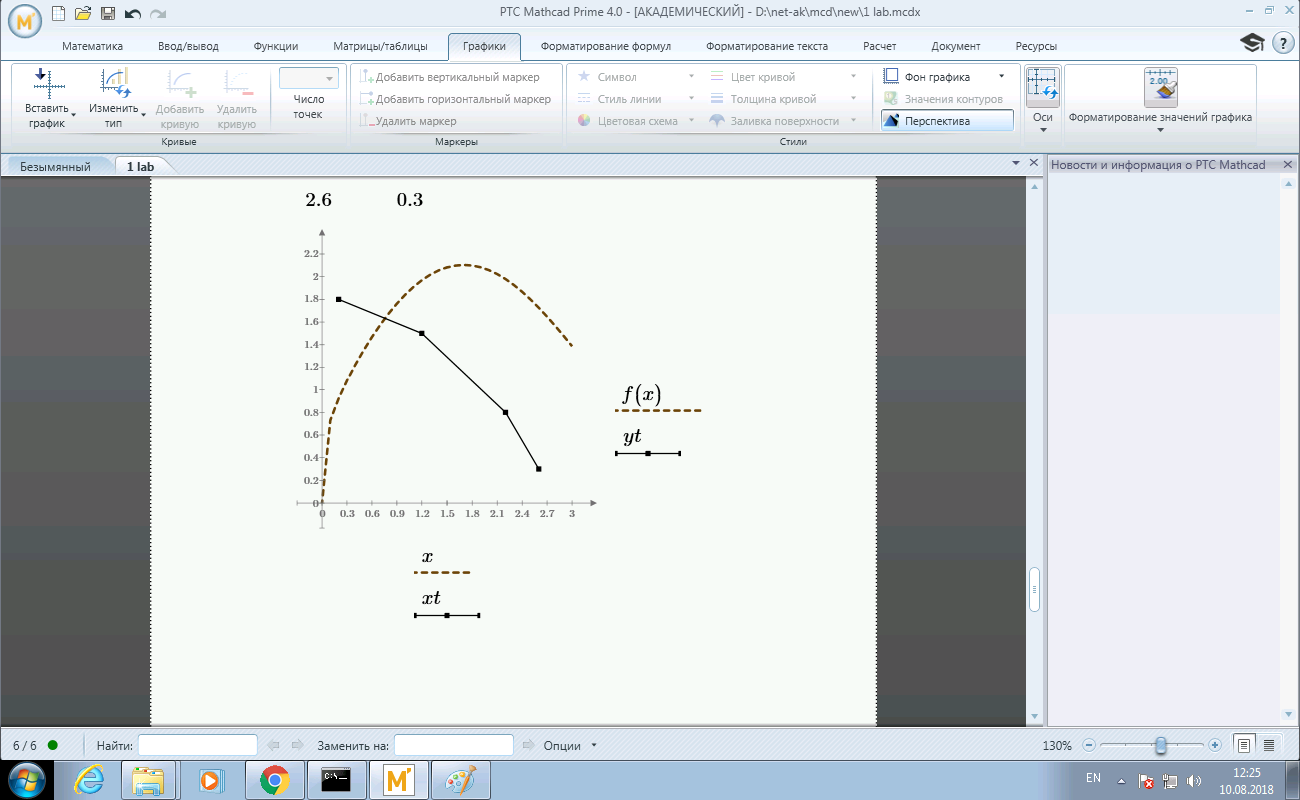 PTC Mathcad Prime 4.0 - [АКАДЕМИЧЕСКИЙ] - D:\net-ak\mcd\new\1 lab.mcdx
Математика Ввод/вывод Функции Матрицы/таблицы Графики Форматирование формул Форматирование текста Расчет Документ Ресурсы
Вставить график
Изменить тип
Добавить кривую
Удалить кривую
Число точек
Кривые
Добавить вертикальный маркер
Добавить горизонтальный маркер
Удалить маркер
Маркеры
Символ
Стиль линии
Цветовая схема
Цвет кривой
Толщина кривой
Заливка поверхности
Фон графика
Значения контуров
Перспектива
Стили
Оси
2.00
Форматирование значений графика
Безымянный 1 lab
Новости и информация о PTC Mathcad
2.6 0.3
2.2
2
1.8
1.6
1.4
1.2
1
0.8
0.6
0.4
0.2
0
0 0.3 0.6 0.9 1.2 1.5 1.8 2.1 2.4 2.7 3
f(x)
yt
x
xt
6 / 6 Найти: Заменить на: Опции 130%
C:\._
M
EN 12:25
10.08.2018